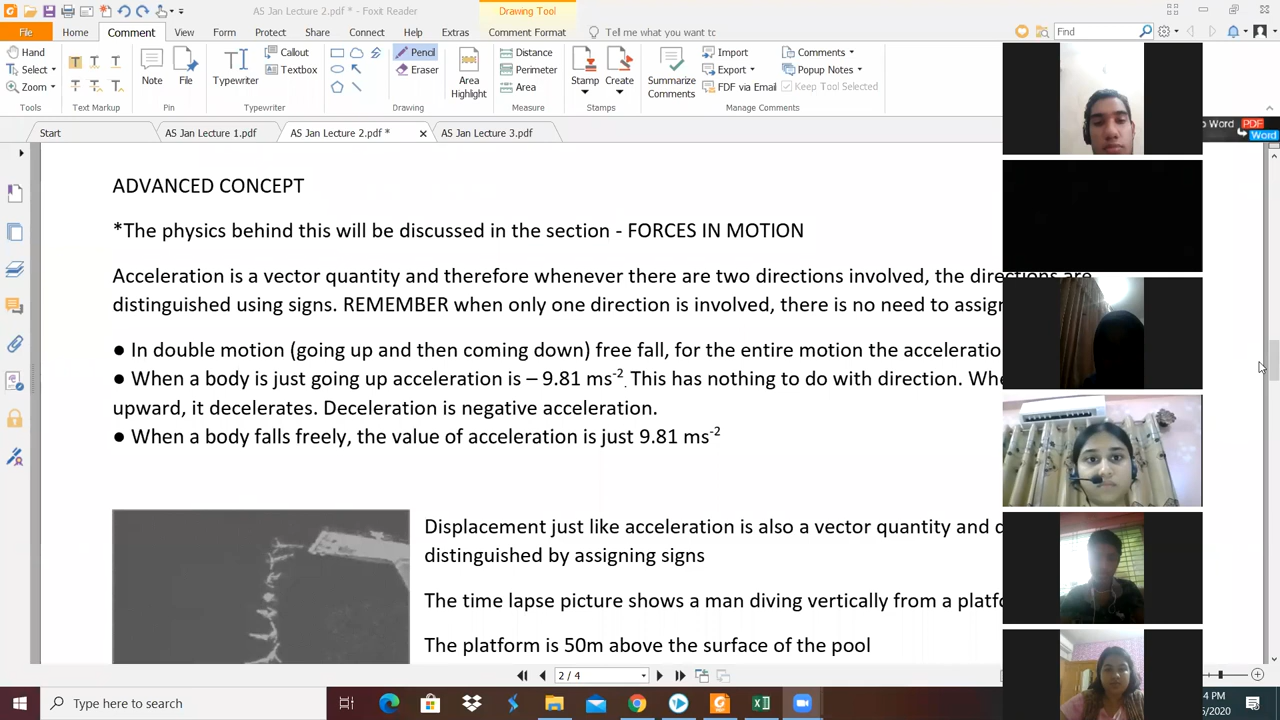 AS Jan Lecture 2.pdf * - Foxit Reader
Drawing Tool
File Home Comment View Form Protect Share Connect Help Extras Comment Format Tell me what you want tc Find
Hand
Select
Zoom
Tools
T T T
T T T
Text Markup
Note
File
Pin
Typewriter
Callout
Textbox
Typewriter
Pencil
Eraser
Drawing
Area
Highlight
Distance
Perimeter
Area
Measure
Stamp
Create
Stamps
Summarize
Comments
Import
Export
FDF via Email
Comments
Popup Notes
Keep Tool Selected
Manage Comments
Start AS Jan Lecture 1.pdf AS Jan Lecture 2.pdf * AS Jan Lecture 3.pdf
Word PDF
Word
ADVANCED CONCEPT
*The physics behind this will be discussed in the section - FORCES IN MOTION
Acceleration is a vector quantity and therefore whenever there are two directions involved, the directions are
distinguished using signs. REMEMBER when only one direction is involved, there is no need to assign
● In double motion (going up and then coming down) free fall, for the entire motion the acceleratio
● When a body is just going up acceleration is – 9.81 ms-2. This has nothing to do with direction. Whe
upward, it decelerates. Deceleration is negative acceleration.
● When a body falls freely, the value of acceleration is just 9.81 ms-2
Displacement just like acceleration is also a vector quantity and d
distinguished by assigning signs
The time lapse picture shows a man diving vertically from a platfo
The platform is 50m above the surface of the pool
2 / 4
Type here to search
4 PM
/2020